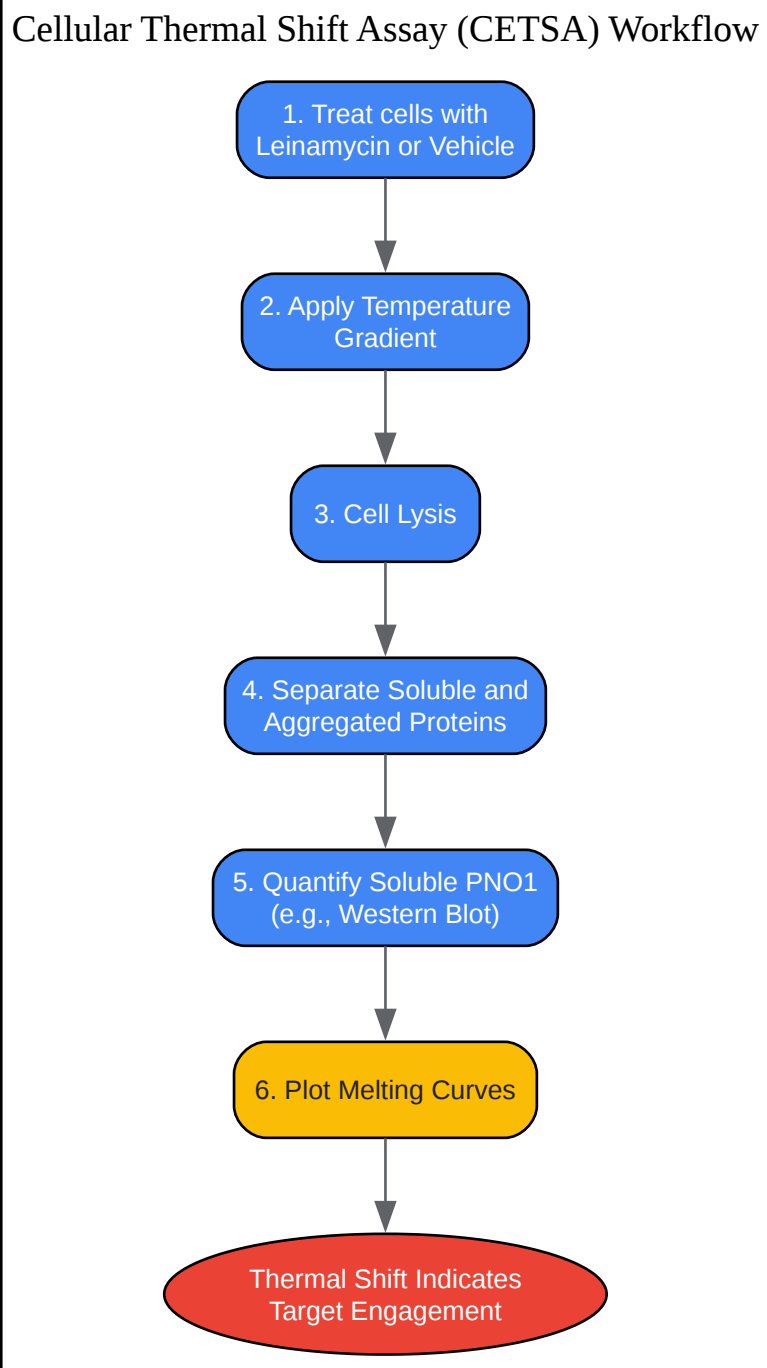 Cellular Thermal Shift Assay (CETSA) Workflow
1. Treat cells with
Leinamycin or Vehicle
2. Apply Temperature
Gradient
3. Cell Lysis
4. Separate Soluble and
Aggregated Proteins
5. Quantify Soluble PNO1
(e.g., Western Blot)
6. Plot Melting Curves
Thermal Shift Indicates
Target Engagement